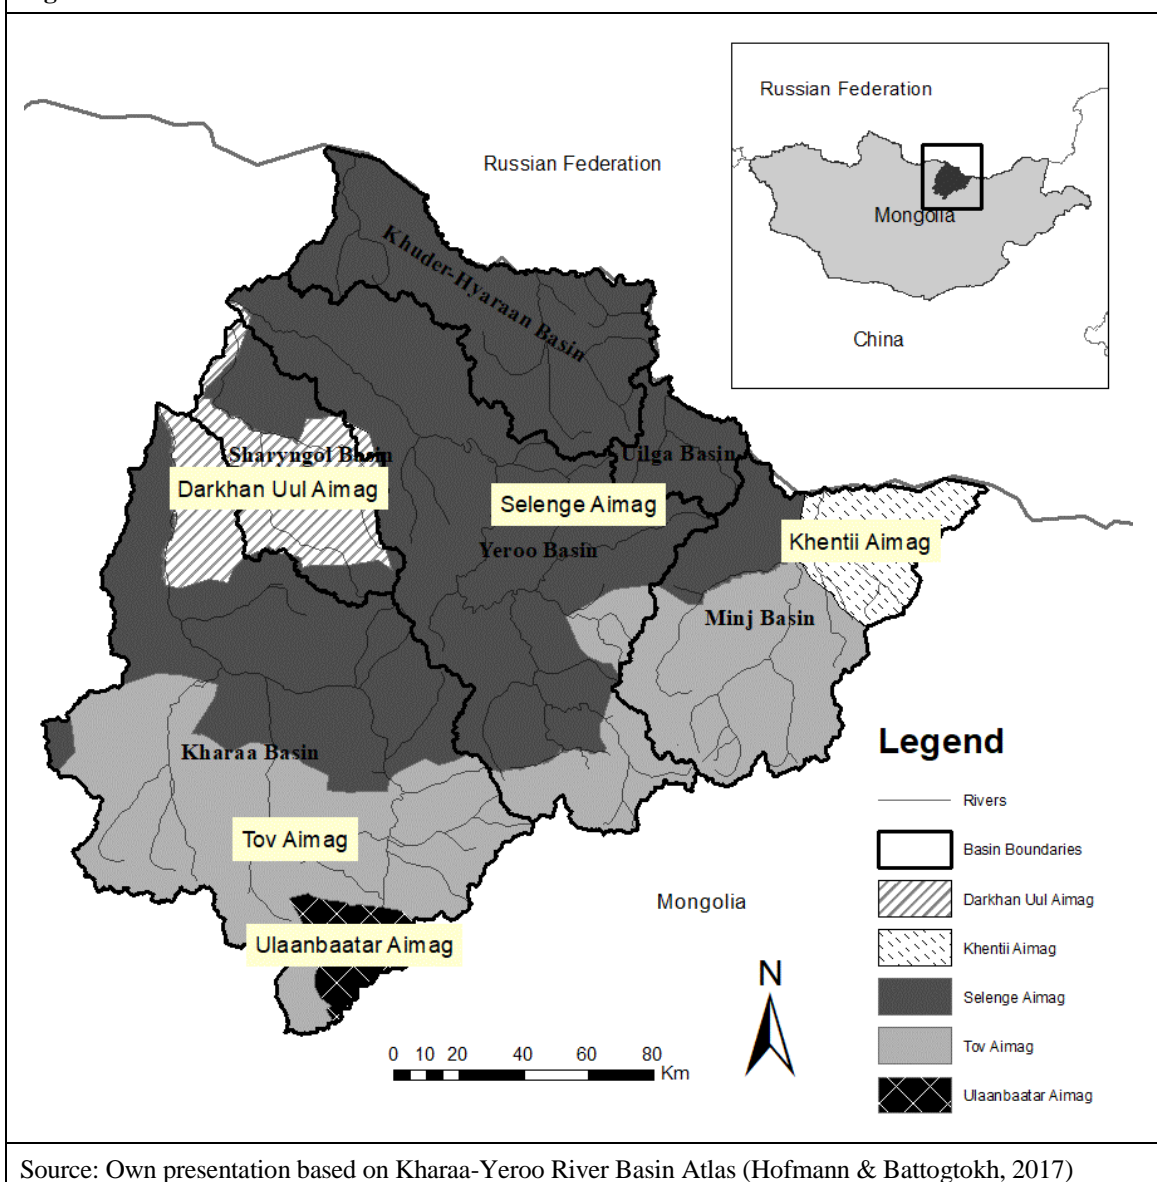 Russian Federation
Russian Federation
Mongolia
China
Khuder-Hyaraan Basin
Sharyngol Basin
Uilga Basin
Darkhan Uul Aimag
Selenge Aimag
Khentii Aimag
Yeroo Basin
Minj Basin
Kharaa Basin
Tov Aimag
Ulaanbaatar Aimag
Mongolia
N
0 10 20 40 60 80
Km
Legend
Rivers
Basin Boundaries
Darkhan Uul Aimag
Khentii Aimag
Selenge Aimag
Tov Aimag
Ulaanbaatar Aimag
Source: Own presentation based on Kharaa-Yeroo River Basin Atlas (Hofmann & Battogtokh, 2017)